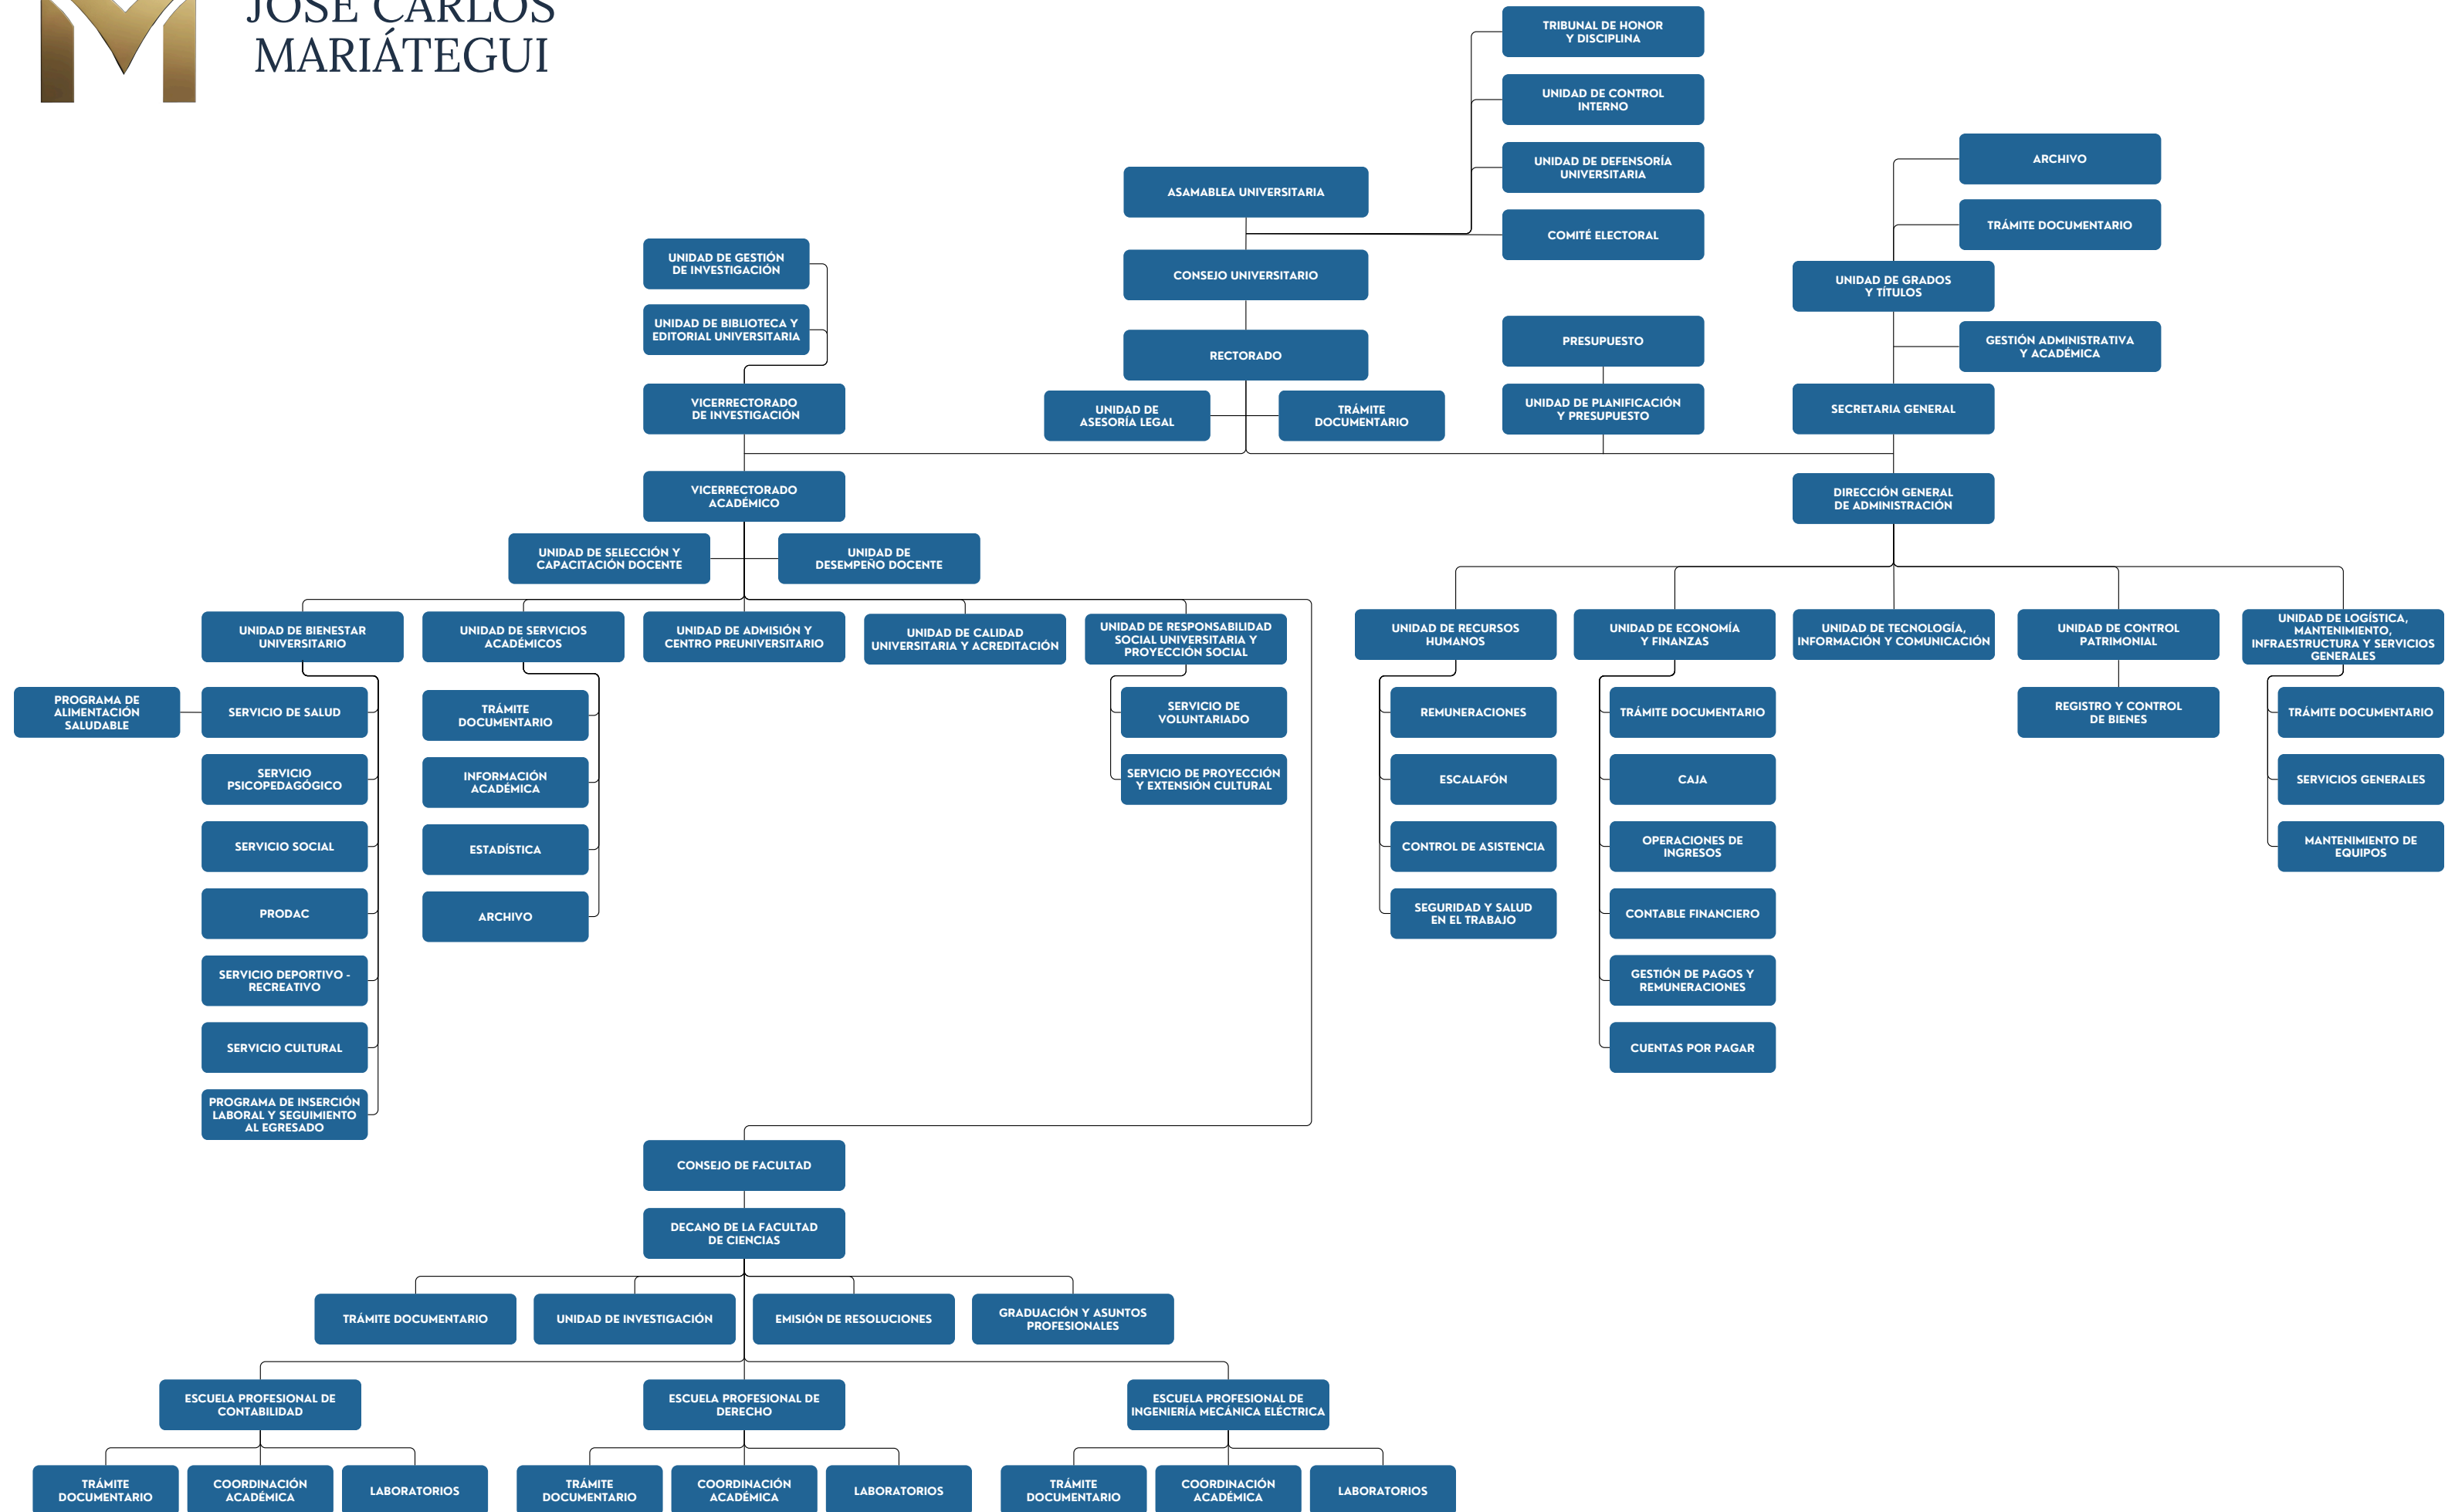 JOSÉ CARLOS
MARIÁTEGUI
TRIBUNAL DE HONOR
Y DISCIPLINA
UNIDAD DE CONTROL
INTERNO
UNIDAD DE DEFENSORÍA
UNIVERSITARIA
COMITÉ ELECTORAL
ASAMABLEA UNIVERSITARIA
CONSEJO UNIVERSITARIO
RECTORADO
UNIDAD DE
ASESORÍA LEGAL
TRÁMITE
DOCUMENTARIO
PRESUPUESTO
UNIDAD DE PLANIFICACIÓN
Y PRESUPUESTO
ARCHIVO
TRÁMITE DOCUMENTARIO
UNIDAD DE GRADOS
Y TÍTULOS
GESTIÓN ADMINISTRATIVA
Y ACADÉMICA
SECRETARIA GENERAL
UNIDAD DE GESTIÓN
DE INVESTIGACIÓN
UNIDAD DE BIBLIOTECA Y
EDITORIAL UNIVERSITARIA
VICERRECTORADO
DE INVESTIGACIÓN
VICERRECTORADO
ACADÉMICO
DIRECCIÓN GENERAL
DE ADMINISTRACIÓN
UNIDAD DE SELECCIÓN Y
CAPACITACIÓN DOCENTE
UNIDAD DE
DESEMPEÑO DOCENTE
UNIDAD DE BIENESTAR
UNIVERSITARIO
UNIDAD DE SERVICIOS
ACADÉMICOS
UNIDAD DE ADMISIÓN Y
CENTRO PREUNIVERSITARIO
UNIDAD DE CALIDAD
UNIVERSITARIA Y ACREDITACIÓN
UNIDAD DE RESPONSABILIDAD
SOCIAL UNIVERSITARIA Y
PROYECCIÓN SOCIAL
UNIDAD DE RECURSOS
HUMANOS
UNIDAD DE ECONOMÍA
Y FINANZAS
UNIDAD DE TECNOLOGÍA,
INFORMACIÓN Y COMUNICACIÓN
UNIDAD DE CONTROL
PATRIMONIAL
UNIDAD DE LOGÍSTICA,
MANTENIMIENTO,
INFRAESTRUCTURA Y SERVICIOS
GENERALES
PROGRAMA DE
ALIMENTACIÓN
SALUDABLE
SERVICIO DE SALUD
SERVICIO
PSICOPEDAGÓGICO
SERVICIO SOCIAL
PRODAC
SERVICIO DEPORTIVO -
RECREATIVO
SERVICIO CULTURAL
PROGRAMA DE INSERCIÓN
LABORAL Y SEGUIMIENTO
AL EGRESADO
TRÁMITE
DOCUMENTARIO
INFORMACIÓN
ACADÉMICA
ESTADÍSTICA
ARCHIVO
SERVICIO DE
VOLUNTARIADO
SERVICIO DE PROYECCIÓN
Y EXTENSIÓN CULTURAL
REMUNERACIONES
ESCALAFÓN
CONTROL DE ASISTENCIA
SEGURIDAD Y SALUD
EN EL TRABAJO
TRÁMITE DOCUMENTARIO
CAJA
OPERACIONES DE
INGRESOS
CONTABLE FINANCIERO
GESTIÓN DE PAGOS Y
REMUNERACIONES
CUENTAS POR PAGAR
REGISTRO Y CONTROL
DE BIENES
TRÁMITE DOCUMENTARIO
SERVICIOS GENERALES
MANTENIMIENTO DE
EQUIPOS
CONSEJO DE FACULTAD
DECANO DE LA FACULTAD
DE CIENCIAS
TRÁMITE DOCUMENTARIO
UNIDAD DE INVESTIGACIÓN
EMISIÓN DE RESOLUCIONES
GRADUACIÓN Y ASUNTOS
PROFESIONALES
ESCUELA PROFESIONAL DE
CONTABILIDAD
ESCUELA PROFESIONAL DE
DERECHO
ESCUELA PROFESIONAL DE
INGENIERÍA MECÁNICA ELÉCTRICA
TRÁMITE
DOCUMENTARIO
COORDINACIÓN
ACADÉMICA
LABORATORIOS
TRÁMITE
DOCUMENTARIO
COORDINACIÓN
ACADÉMICA
LABORATORIOS
TRÁMITE
DOCUMENTARIO
COORDINACIÓN
ACADÉMICA
LABORATORIOS